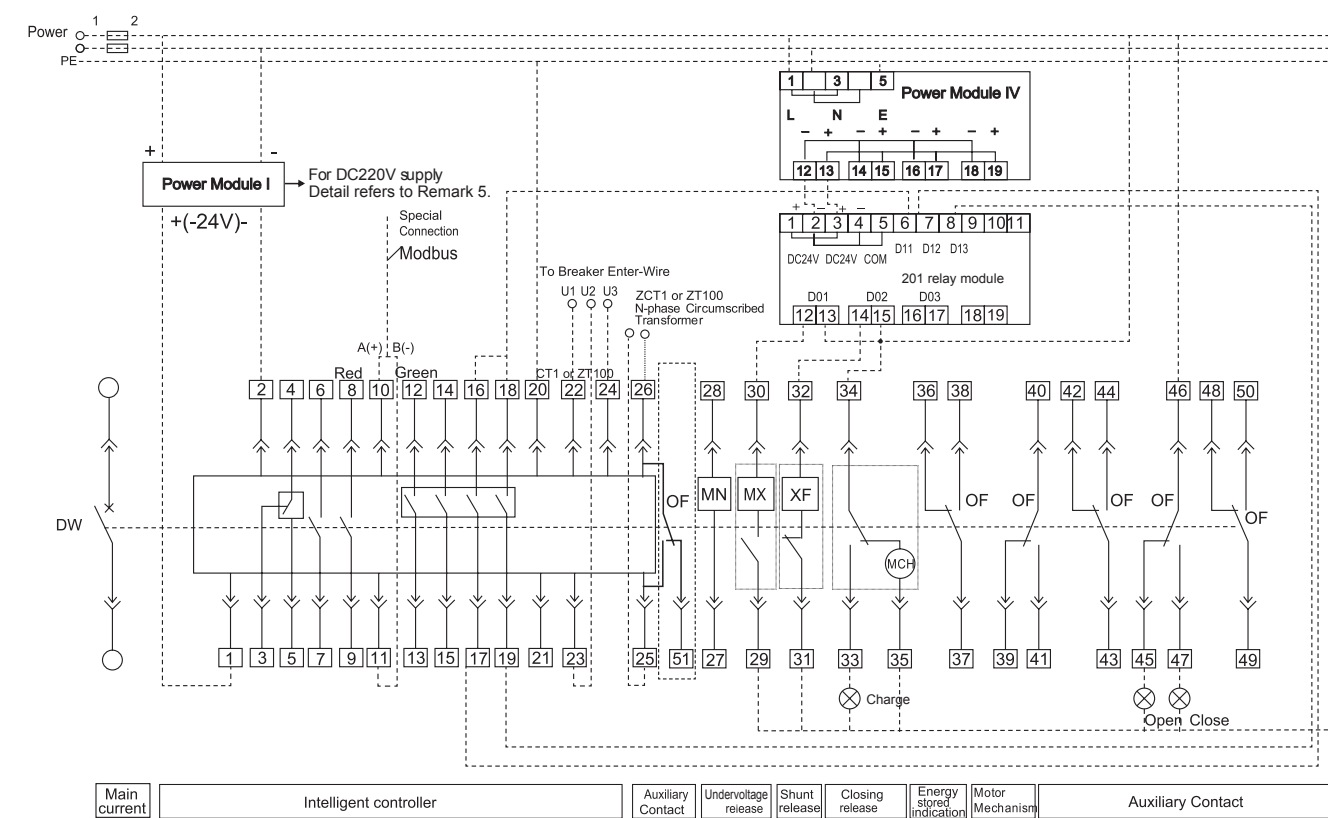 1 2
Power
PE
1 3 5
Power Module IV
L N E
− + − + − + − +
12 13 14 15 16 17 18 19
+ -
Power Module I
For DC220V supply
Detail refers to Remark 5.
+(-24V)-
Special
Connection
Modbus
+ − + −
1 2 3 4 5 6 7 8 9 10 11
DC24V DC24V COM D11 D12 D13
201 relay module
D01 D02 D03
12 13 14 15 16 17 18 19
To Breaker Enter-Wire
U1 U2 U3
ZCT1 or ZT100
N-phase Circumscribed
Transformer
A(+) B(-)
Red Green CT1 or ZT100
2 4 6 8 10 12 14 16 18 20 22 24 26 28 30 32 34 36 38 40 42 44 46 48 50
DW
OF MN MX XF OF OF OF OF OF
MCH
1 3 5 7 9 11 13 15 17 19 21 23 25 51 27 29 31 33 35 37 39 41 43 45 47 49
Charge
Open Close
Main
current
Intelligent controller
Auxiliary
Contact
Undervoltage
reiease
Shunt
release
Closing
release
Energy
stored
indication
Motor
Mechanism
Auxiliary Contact